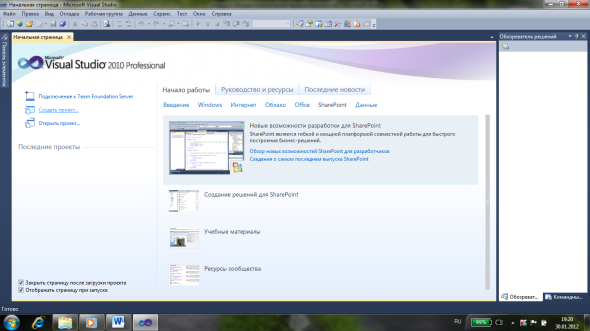 Начальная страница - Microsoft Visual Studio
Файл Правка Вид Отладка Рабочая группа Данные Сервис Тест Окно Справка
Панель элементов
Начальная страница
Обозреватель решений
Microsoft
Visual Studio 2010 Professional
Подключение к Team Foundation Server
Создать проект...
Открыть проект...
Последние проекты
Начало работы Руководство и ресурсы Последние новости
Введение Windows Интернет Облако Office SharePoint Данные
Новые возможности разработки для SharePoint
SharePoint является гибкой и мощной платформой совместной работы для быстрого
построения бизнес-решений.
Обзор новых возможностей SharePoint для разработчиков
Сведения о самом последнем выпуске SharePoint
Создание решений для SharePoint
Учебные материалы
Ресурсы сообщества
Закрыть страницу после загрузки проекта
Отображать страницу при запуске
Обозреват... Командны...
Готово
RU
99%
19:20
30.01.2012